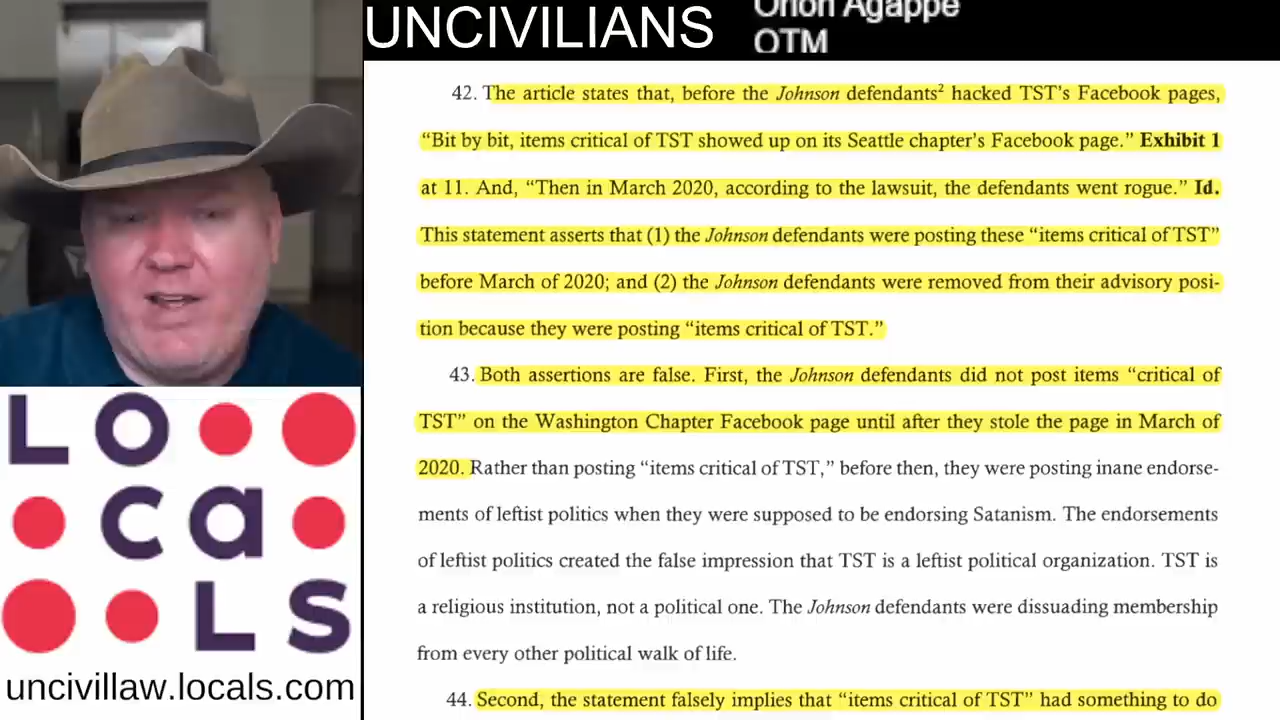 UNCIVILIANS
Orion Agappe
OTM
42. The article states that, before the Johnson defendants² hacked TST’s Facebook pages,
“Bit by bit, items critical of TST showed up on its Seattle chapter’s Facebook page.” Exhibit 1
at 11. And, “Then in March 2020, according to the lawsuit, the defendants went rogue.” Id.
This statement asserts that (1) the Johnson defendants were posting these “items critical of TST”
before March of 2020; and (2) the Johnson defendants were removed from their advisory posi-
tion because they were posting “items critical of TST.”
43. Both assertions are false. First, the Johnson defendants did not post items “critical of
TST” on the Washington Chapter Facebook page until after they stole the page in March of
2020. Rather than posting “items critical of TST,” before then, they were posting inane endorse-
ments of leftist politics when they were supposed to be endorsing Satanism. The endorsements
of leftist politics created the false impression that TST is a leftist political organization. TST is
a religious institution, not a political one. The Johnson defendants were dissuading membership
from every other political walk of life.
44. Second, the statement falsely implies that “items critical of TST” had something to do
LOcaLS
uncivillaw.locals.com